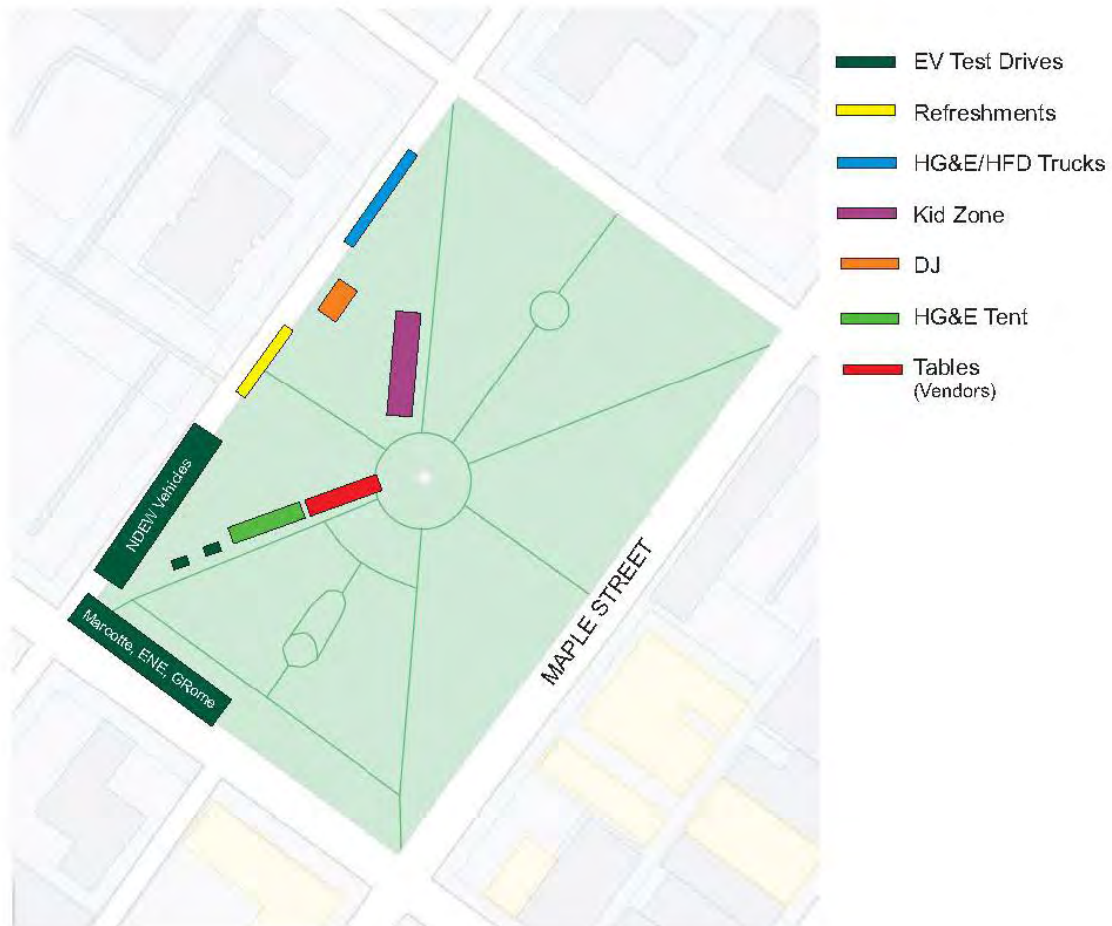 EV Test Drives
Refreshments
HG&E/HFD Trucks
Kid Zone
DJ
HG&E Tent
Tables
(Vendors)
NDEW Vehicles
Marcotte, ENE, GRome
MAPLE STREET